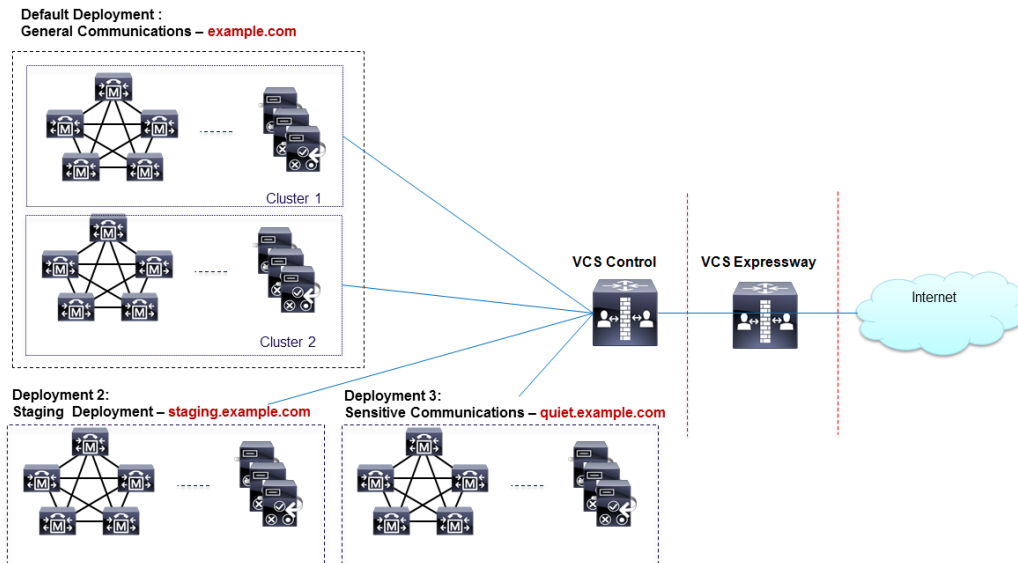 Default Deployment :
General Communications – example.com
M
M
M
M
M
Cluster 1
M
M
M
M
M
Cluster 2
VCS Control
VCS Expressway
Internet
Deployment 2:
Staging Deployment – staging.example.com
Deployment 3:
Sensitive Communications – quiet.example.com
M
M
M
M
M
M
M
M
M
M